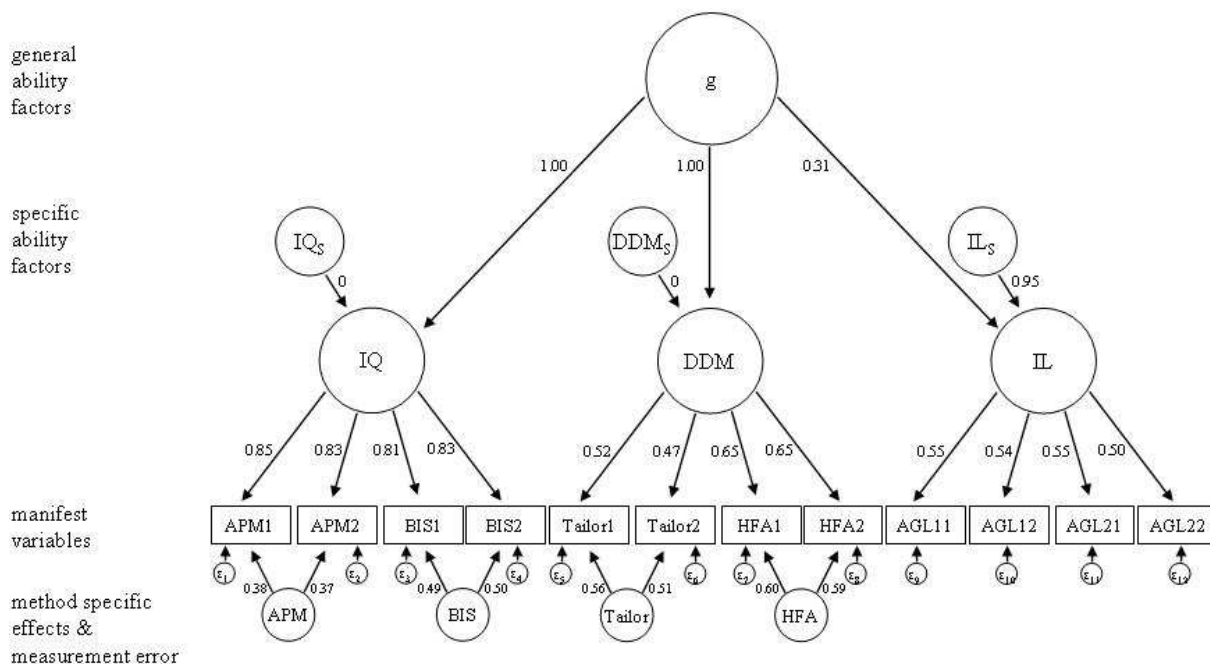 general
ability
factors
g
1.00
1.00
0.31
specific
ability
factors
IQS
DDMS
ILS
0
0
0.95
IQ
DDM
IL
0.85
0.83
0.81
0.83
0.52
0.47
0.65
0.65
0.55
0.54
0.55
0.50
manifest
variables
APM1
APM2
BIS1
BIS2
Tailor1
Tailor2
HFA1
HFA2
AGL11
AGL12
AGL21
AGL22
ε1
ε2
ε3
ε4
ε5
ε6
ε7
ε8
ε9
ε10
ε11
ε12
0.38
0.37
0.49
0.50
0.56
0.51
0.60
0.59
method specific
effects &
measurement error
APM
BIS
Tailor
HFA